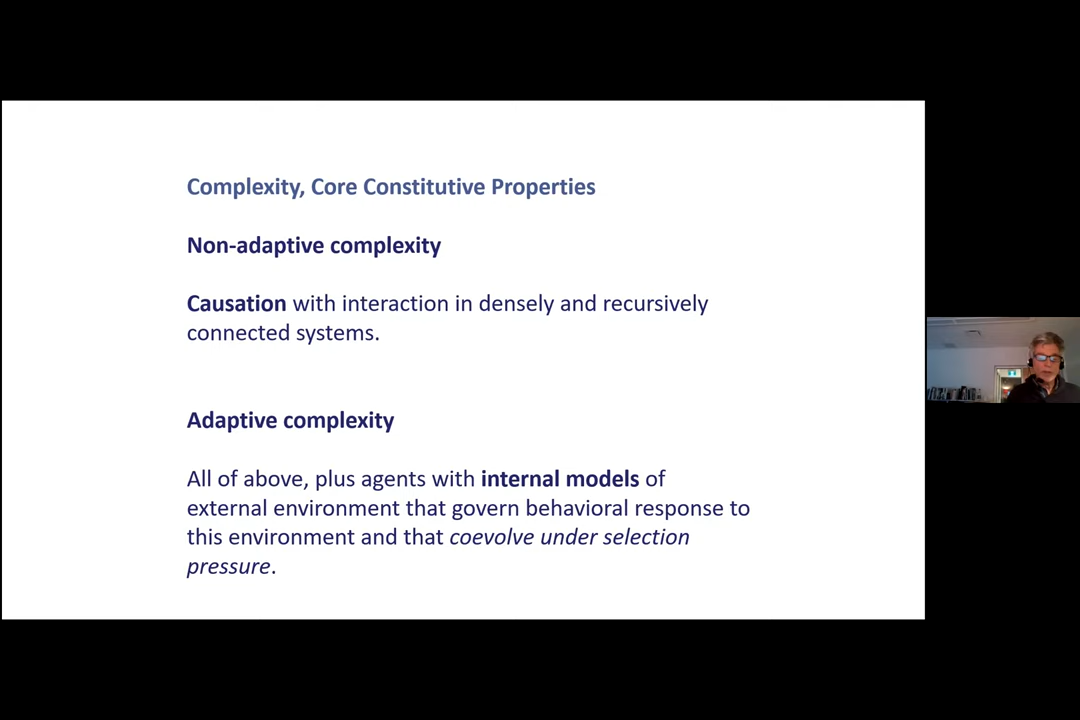 Complexity, Core Constitutive Properties
Non-adaptive complexity
Causation with interaction in densely and recursively
connected systems.
Adaptive complexity
All of above, plus agents with internal models of
external environment that govern behavioral response to
this environment and that coevolve under selection
pressure.